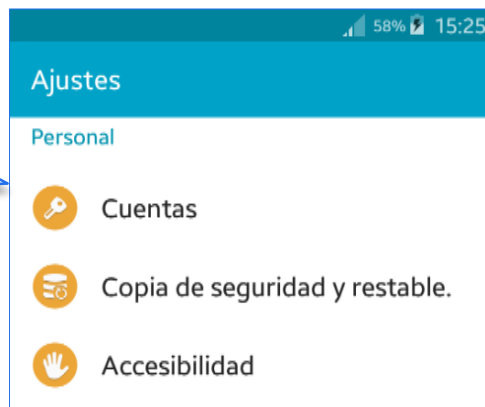 58% 15:25
Ajustes
Personal
Cuentas
Copia de seguridad y restable.
Accesibilidad